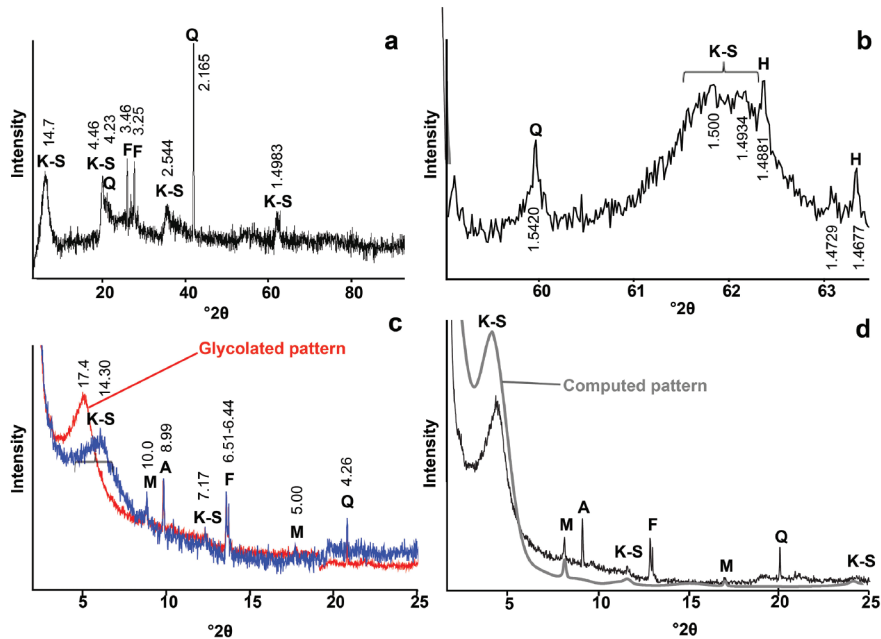 a
Intensity
14.7
K-S
4.46
K-S
4.23
Q
3.46
F
3.25
F
2.544
K-S
Q
2.165
1.4983
K-S
20
40
60
80
°2θ
b
Intensity
Q
1.5420
K-S
1.500
1.4934
H
1.4881
1.4729
H
1.4677
60
61
62
63
°2θ
c
Intensity
Glycolated pattern
17.4
14.30
K-S
10.0
M
8.99
A
7.17
K-S
6.51-6.44
F
5.00
M
4.26
Q
5
10
15
20
25
°2θ
d
Intensity
K-S
Computed pattern
M
A
K-S
F
M
Q
K-S
5
10
15
20
25
°2θ